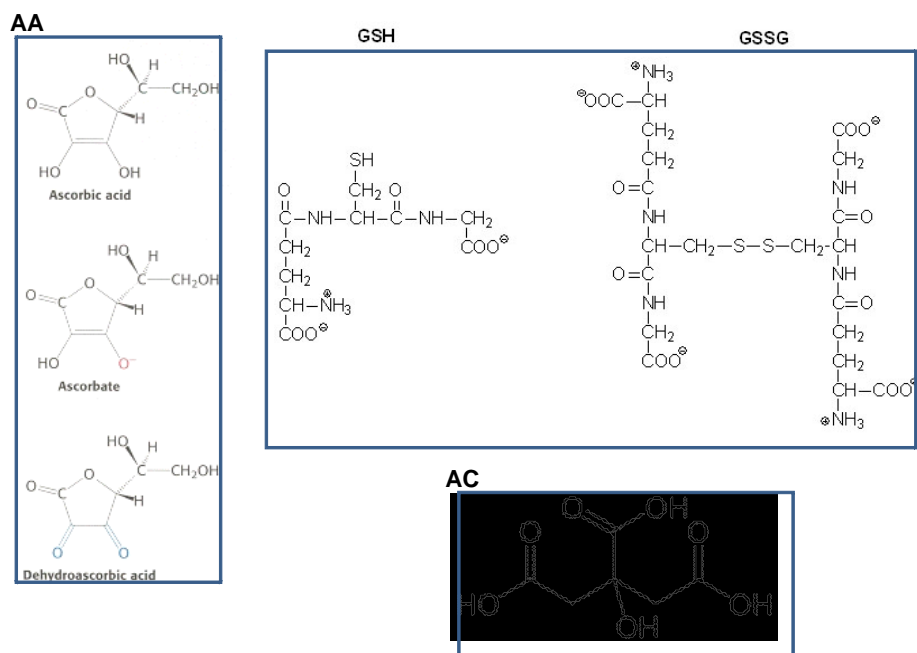 AA
HO H
O O C CH₂OH
C H
HO OH
Ascorbic acid
HO H
O O C CH₂OH
C H
HO O⁻
Ascorbate
HO H
O O C CH₂OH
C H
O O
Dehydroascorbic acid
GSH
SH
O CH₂ O
C–NH–CH–C–NH–CH₂
CH₂ COO⊖
CH₂
CH–NH₃⊕
COO⊖
GSSG
⊕NH₃
⊖OOC–CH
CH₂
CH₂
O=C
NH
CH–CH₂–S–S–CH₂–CH
O=C
NH
CH₂
COO⊖
COO⊖
CH₂
NH
C=O
NH
C=O
CH₂
CH₂
CH–COO⊖
⊕NH₃
AC
O OH
O O
HO OH
OH